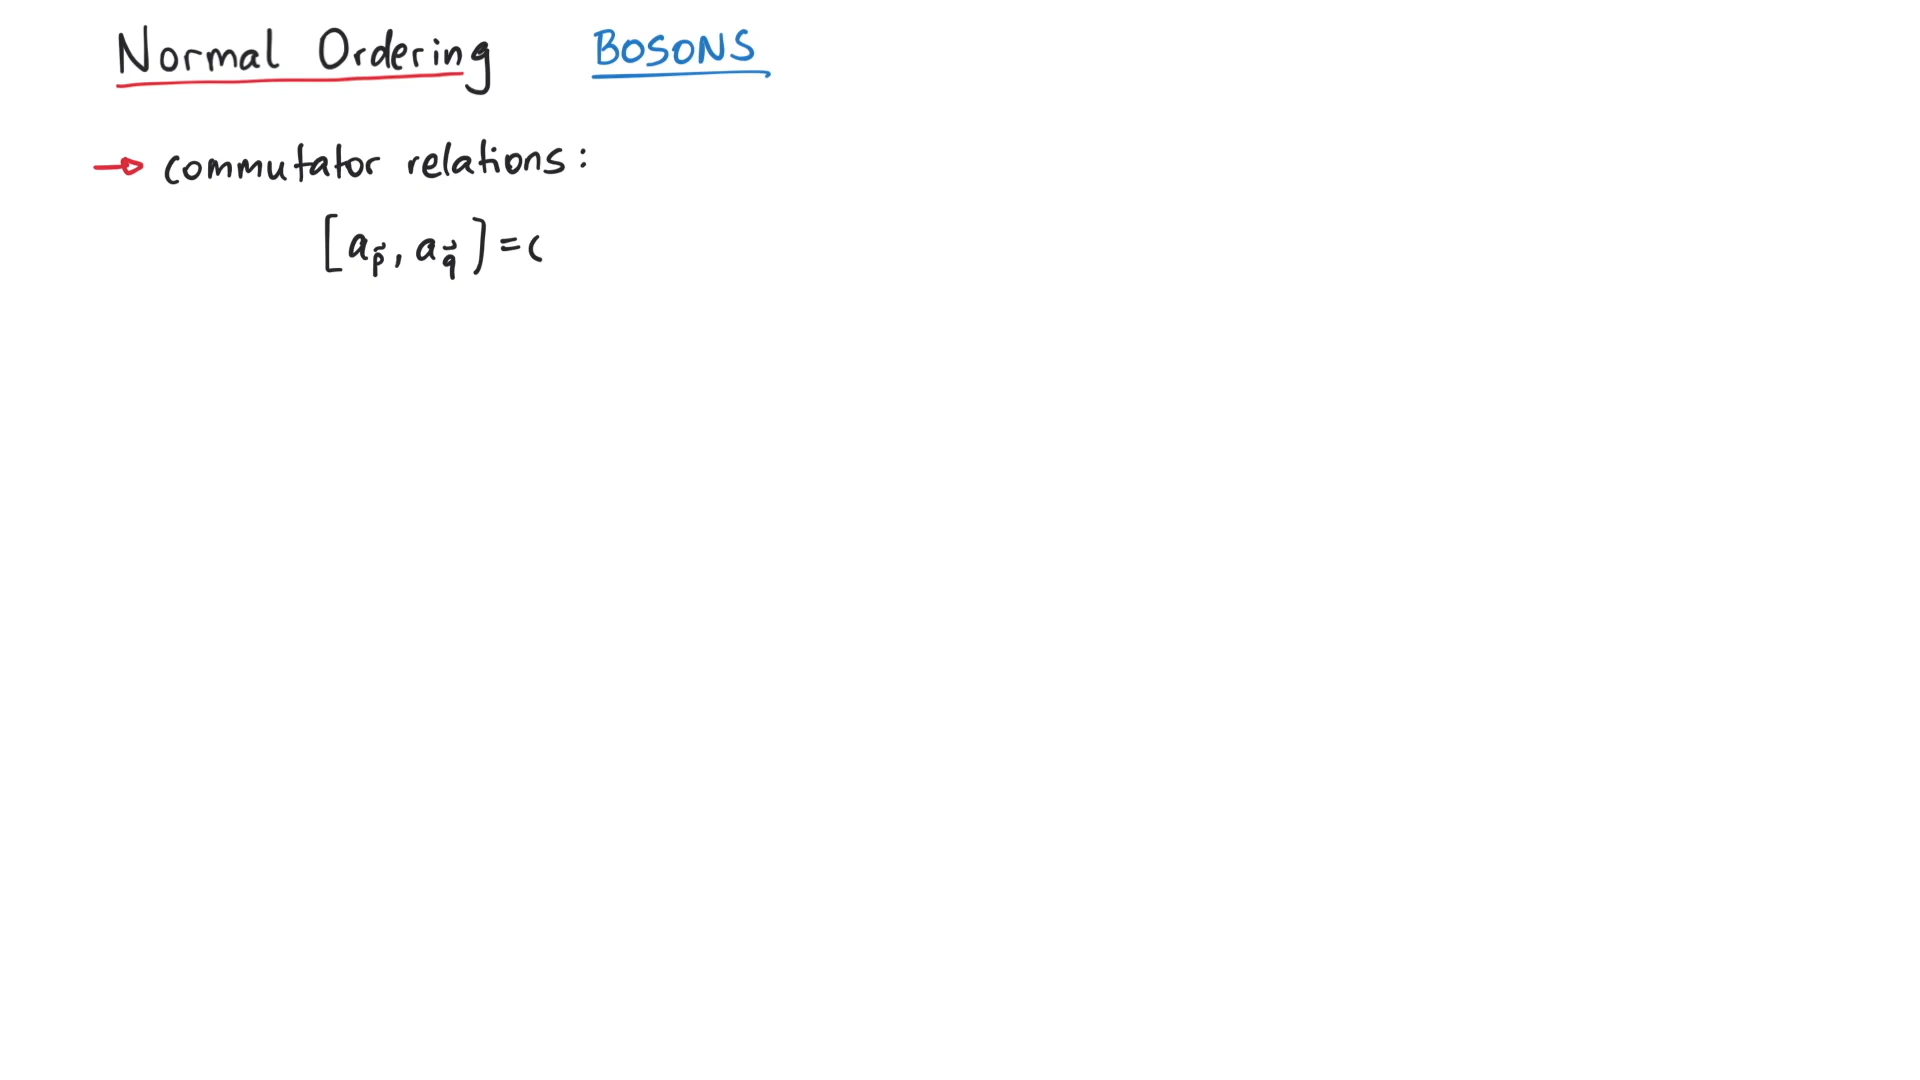 Normal Ordering BOSONS
→ commutator relations:
[a_p⃗, a_q⃗] = c